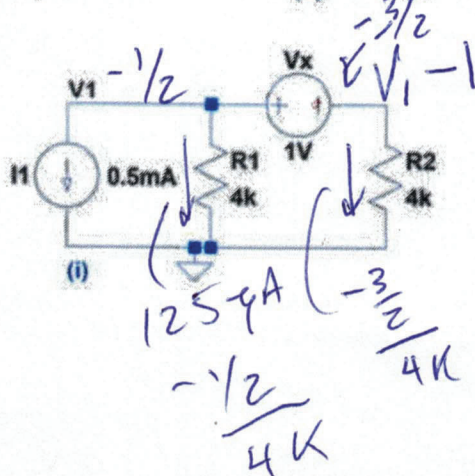 -3/2
V1 -1/2 Vx V1 - 1
I1 0.5mA R1 1V R2
4k 4k
(i)
125 -3/2
-1/2 4K
4K